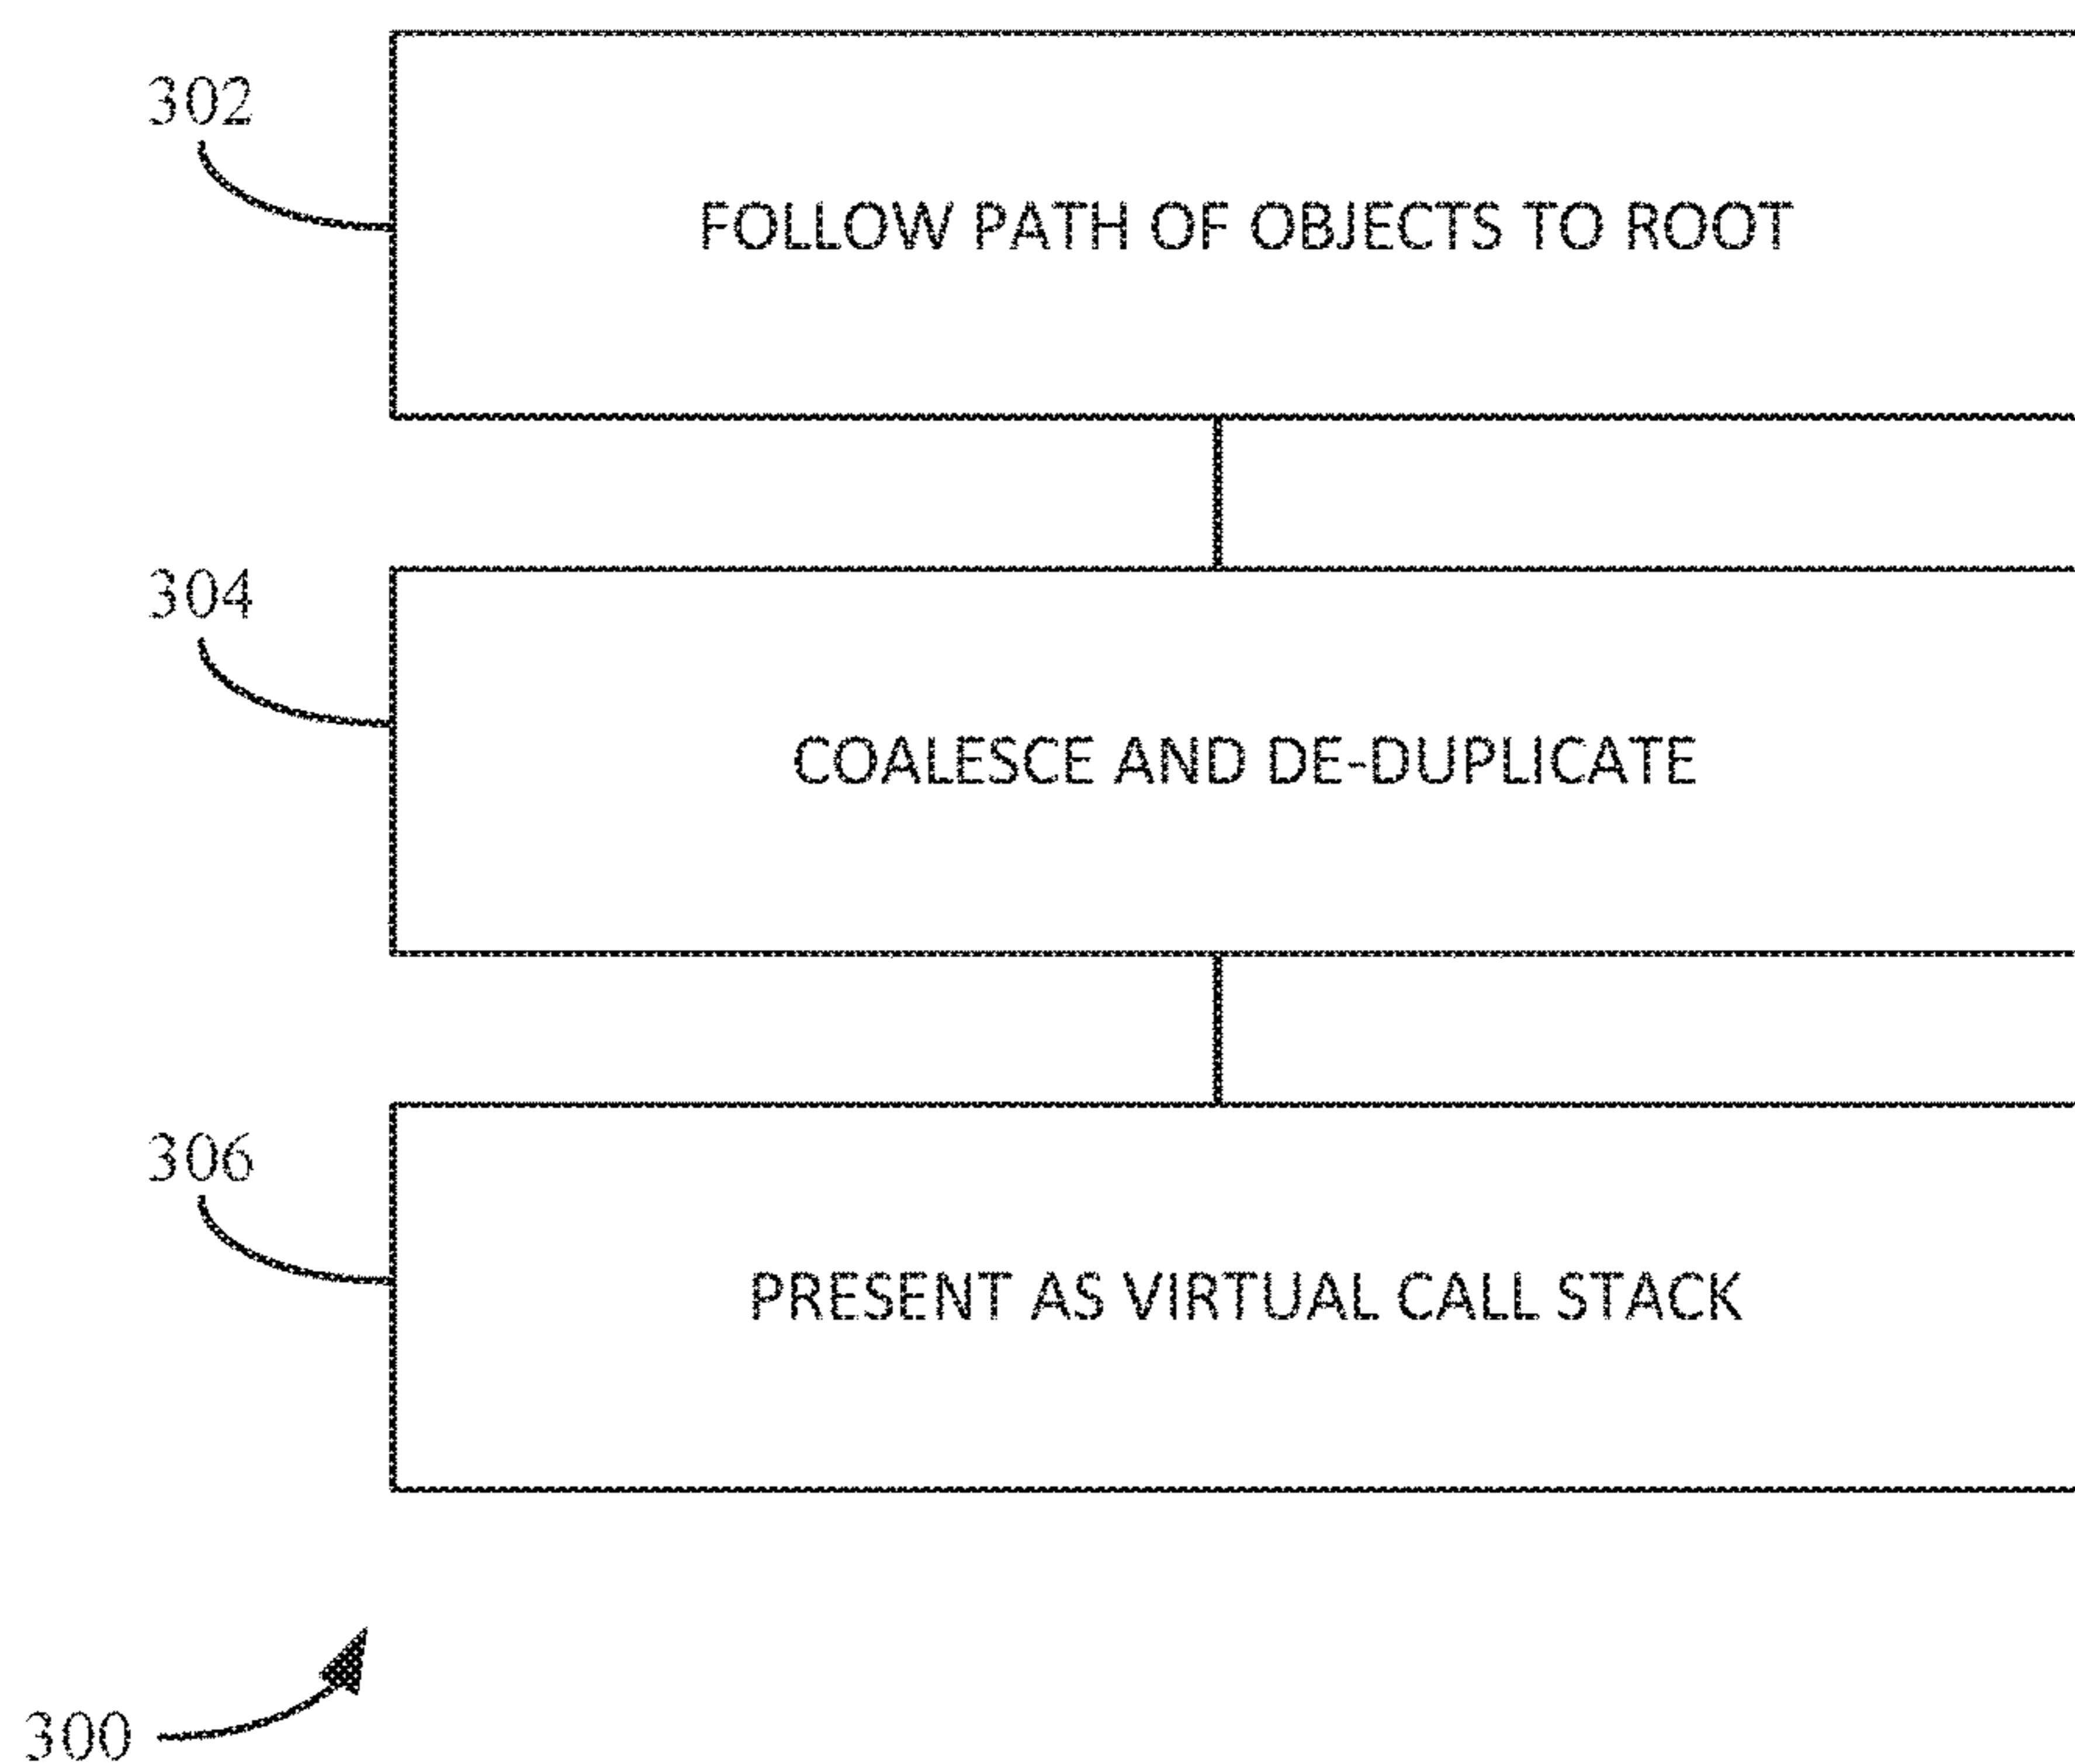 302
FOLLOW PATH OF OBJECTS TO ROOT
304
COALESCE AND DE-DUPLICATE
306
PRESENT AS VIRTUAL CALL STACK
300